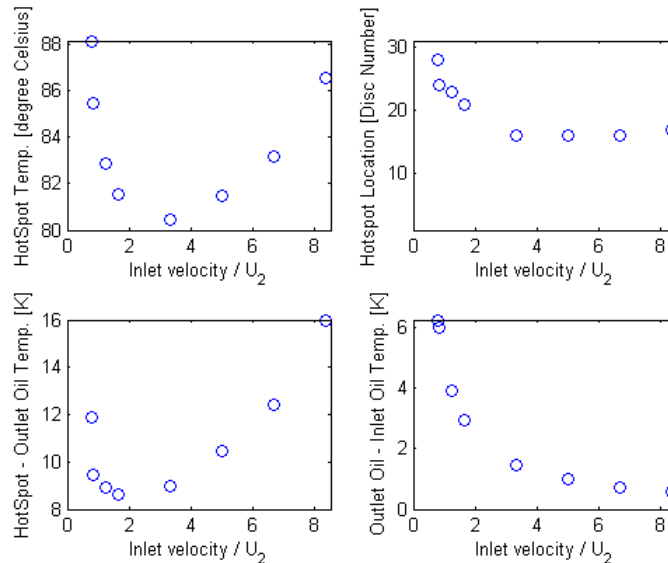 HotSpot Temp. [degree Celsius]
88
86
84
82
80
0 2 4 6 8
Inlet velocity / U2
Hotspot Location [Disc Number]
30
20
10
0 2 4 6 8
Inlet velocity / U2
HotSpot - Outlet Oil Temp. [K]
16
14
12
10
8
0 2 4 6 8
Inlet velocity / U2
Outlet Oil - Inlet Oil Temp. [K]
6
4
2
0
0 2 4 6 8
Inlet velocity / U2